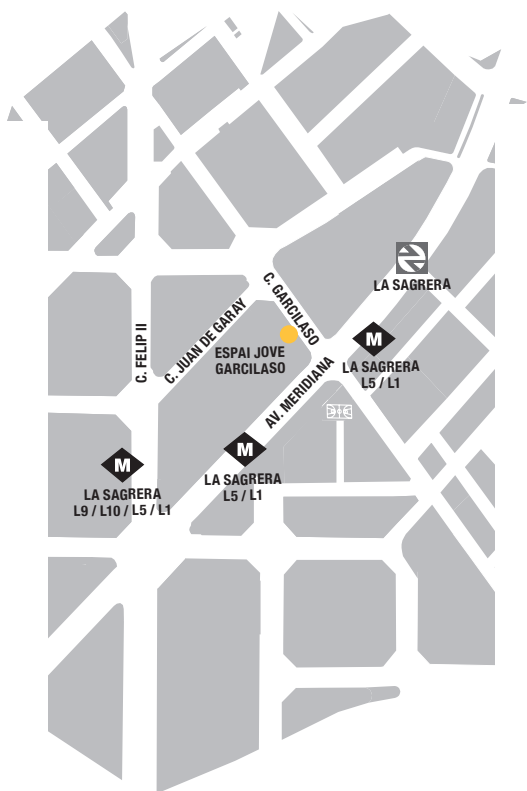 LA SAGRERA
C. GARCILASO
C. JUAN DE GARAY
C. FELIP II
ESPAI JOVE
GARCILASO
M
LA SAGRERA
L5 / L1
AV. MERIDIANA
M
LA SAGRERA
L5 / L1
M
LA SAGRERA
L9 / L10 / L5 / L1